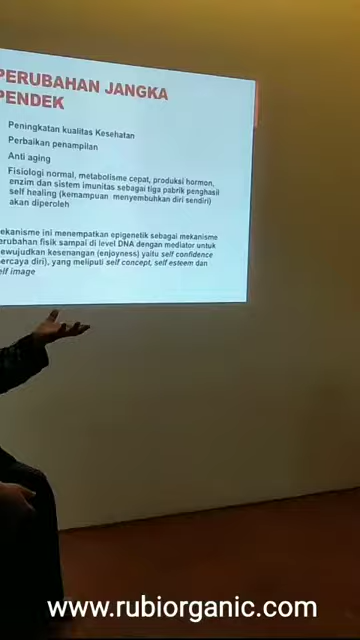 PERUBAHAN JANGKA
PENDEK
Peningkatan kualitas Kesehatan
Perbaikan penampilan
Anti aging
Fisiologi normal, metabolisme cepat, produksi hormon,
enzim dan sistem imunitas sebagai tiga pabrik penghasil
self healing (kemampuan menyembuhkan diri sendiri)
akan diperoleh
ekanisme ini menempatkan epigenetik sebagai mekanisme
erubahan fisik sampai di level DNA dengan mediator untuk
ewujudkan kesenangan (enjoyness) yaitu self confidence
ercaya diri), yang meliputi self concept, self esteem dan
elf image
www.rubiorganic.com